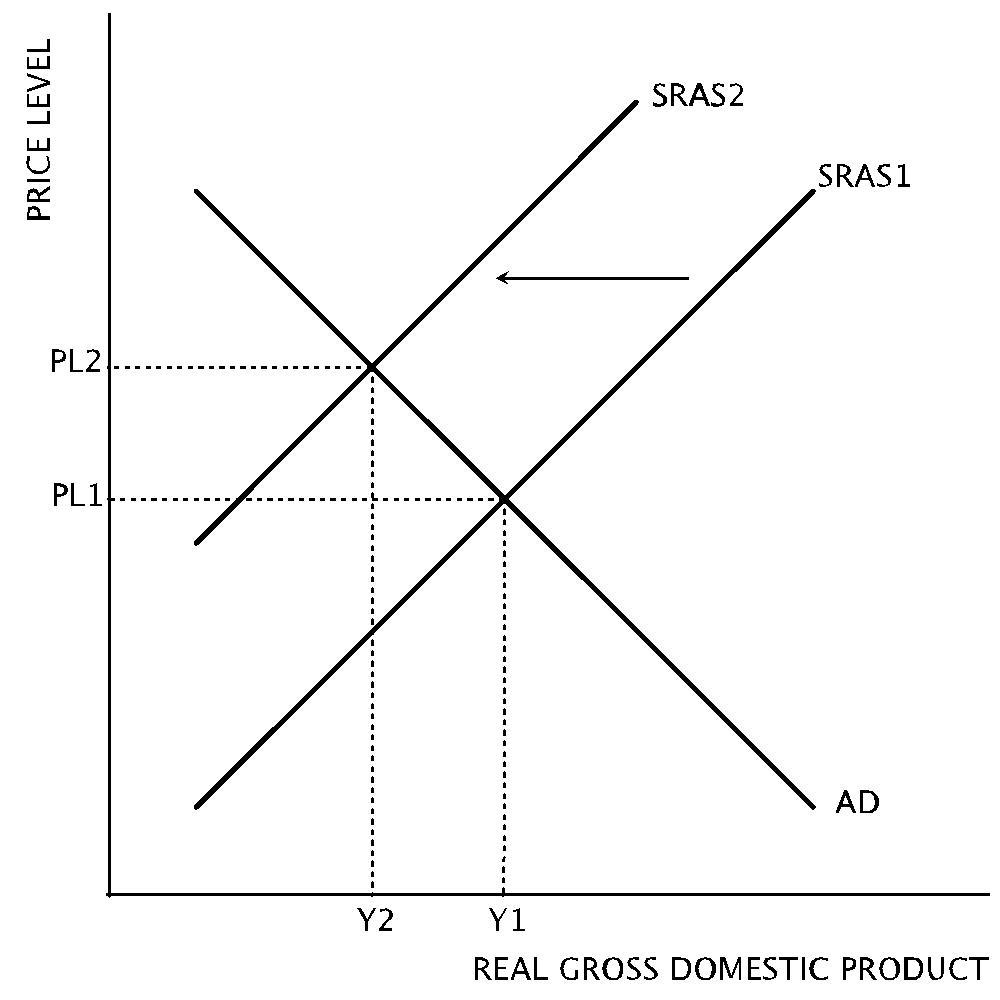 PRICE LEVEL
SRAS2
SRAS1
PL2
PL1
AD
Y2
Y1
REAL GROSS DOMESTIC PRODUCT